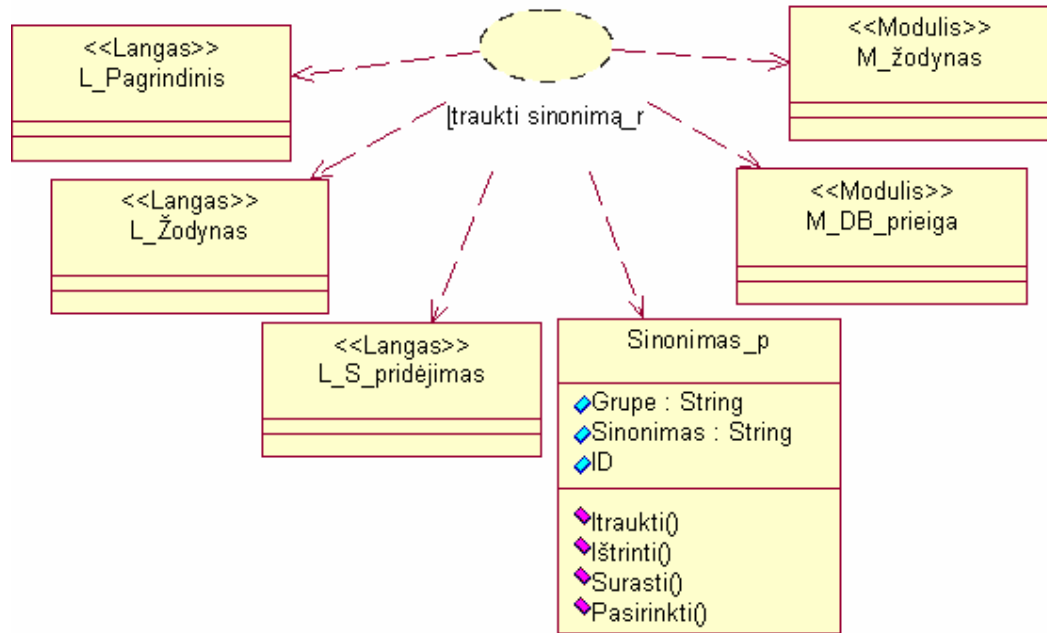 <<Langas>>
L_Pagrindinis
<<Modulis>>
M_žodynas
Įtraukti sinonimą_r
<<Langas>>
L_Žodynas
<<Modulis>>
M_DB_prieiga
<<Langas>>
L_S_pridėjimas
Sinonimas_p
Grupe : String
Sinonimas : String
ID
Itraukti()
Ištrinti()
Surasti()
Pasirinkti()